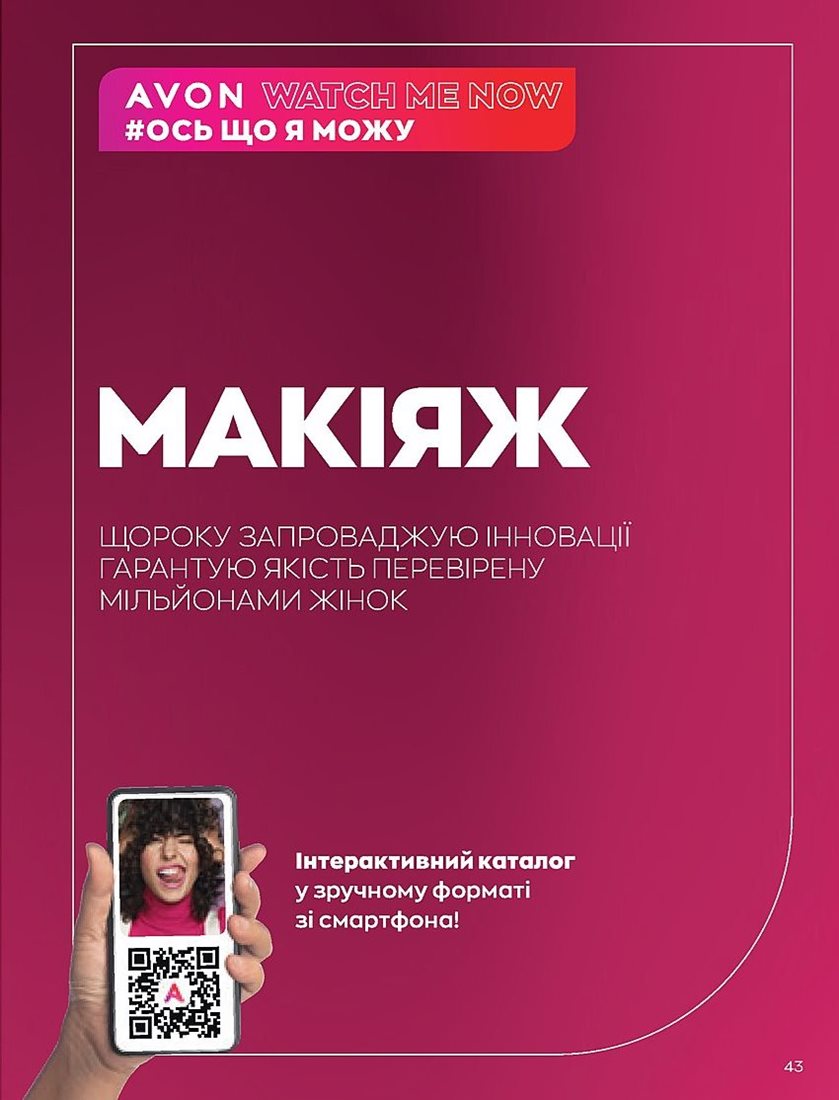 AVON WATCH ME NOW
#ОСЬ ЩО Я МОЖУ
МАКІЯЖ
ЩОРОКУ ЗАПРОВАДЖУЮ ІННОВАЦІЇ
ГАРАНТУЮ ЯКІСТЬ ПЕРЕВІРЕНУ
МІЛЬЙОНАМИ ЖІНОК
Інтерактивний каталог
у зручному форматі
зі смартфона!
A
43